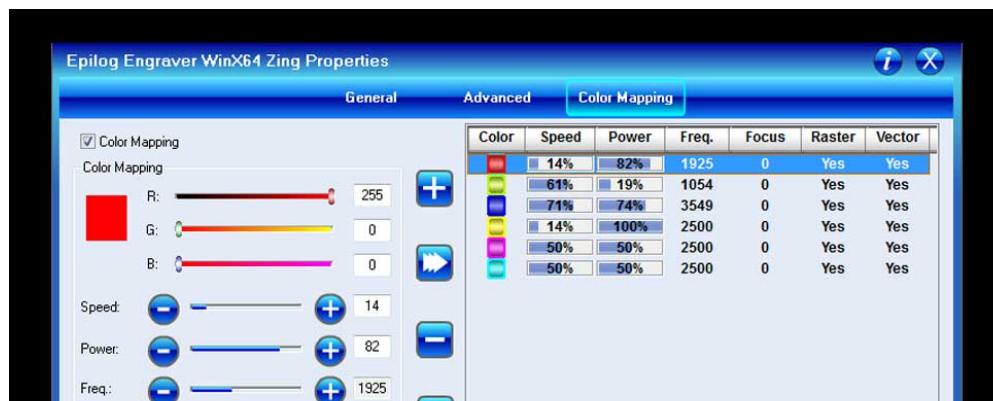 Epilog Engraver WinX64 Zing Properties
i X
General Advanced Color Mapping
Color Mapping
Color Mapping
R: 255
G: 0
B: 0
Speed: 14
Power: 82
Freq.: 1925
Color Speed Power Freq. Focus Raster Vector
14% 82% 1925 0 Yes Yes
61% 19% 1054 0 Yes Yes
71% 74% 3549 0 Yes Yes
14% 100% 2500 0 Yes Yes
50% 50% 2500 0 Yes Yes
50% 50% 2500 0 Yes Yes